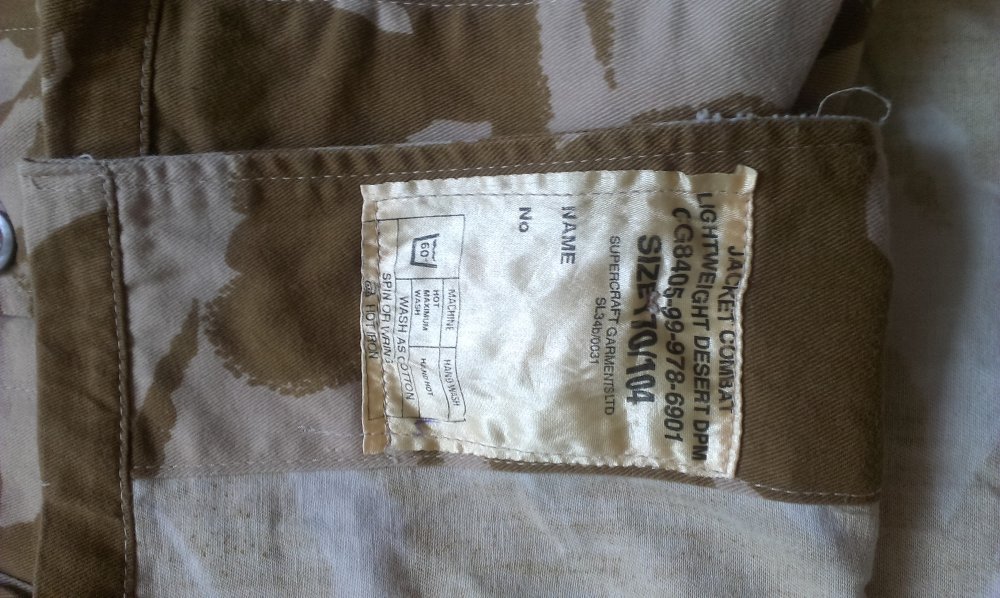 JACKET COMBAT
LIGHTWEIGHT DESERT DPM
CG8405-99-978-6901
SIZE 170/104
SUPERCRAFT GARMENTS LTD
SL34b/0031
NAME
No
MACHINE HAND WASH
60° HOT MAXIMUM WASH HAND HOT
WASH AS COTTON
SPIN OR WRING
HOT IRON